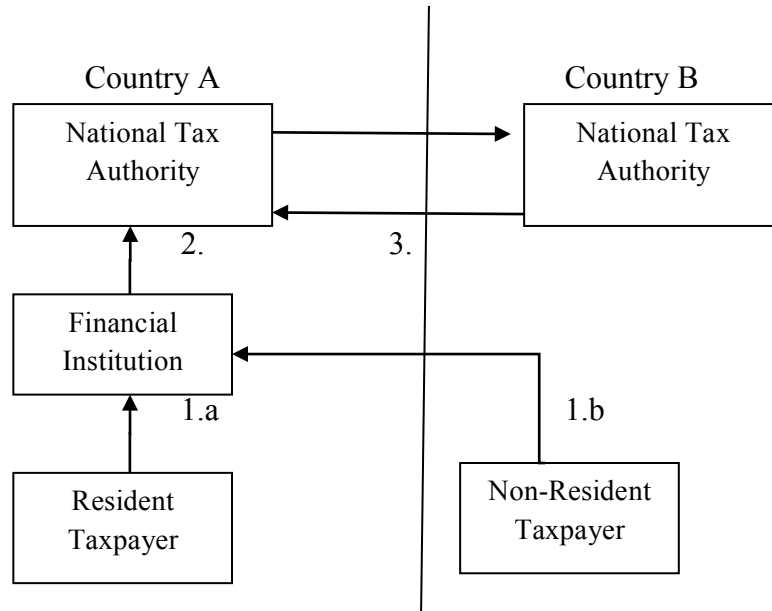 Country A
Country B
National Tax
Authority
National Tax
Authority
2.
3.
Financial
Institution
1.a
1.b
Resident
Taxpayer
Non-Resident
Taxpayer